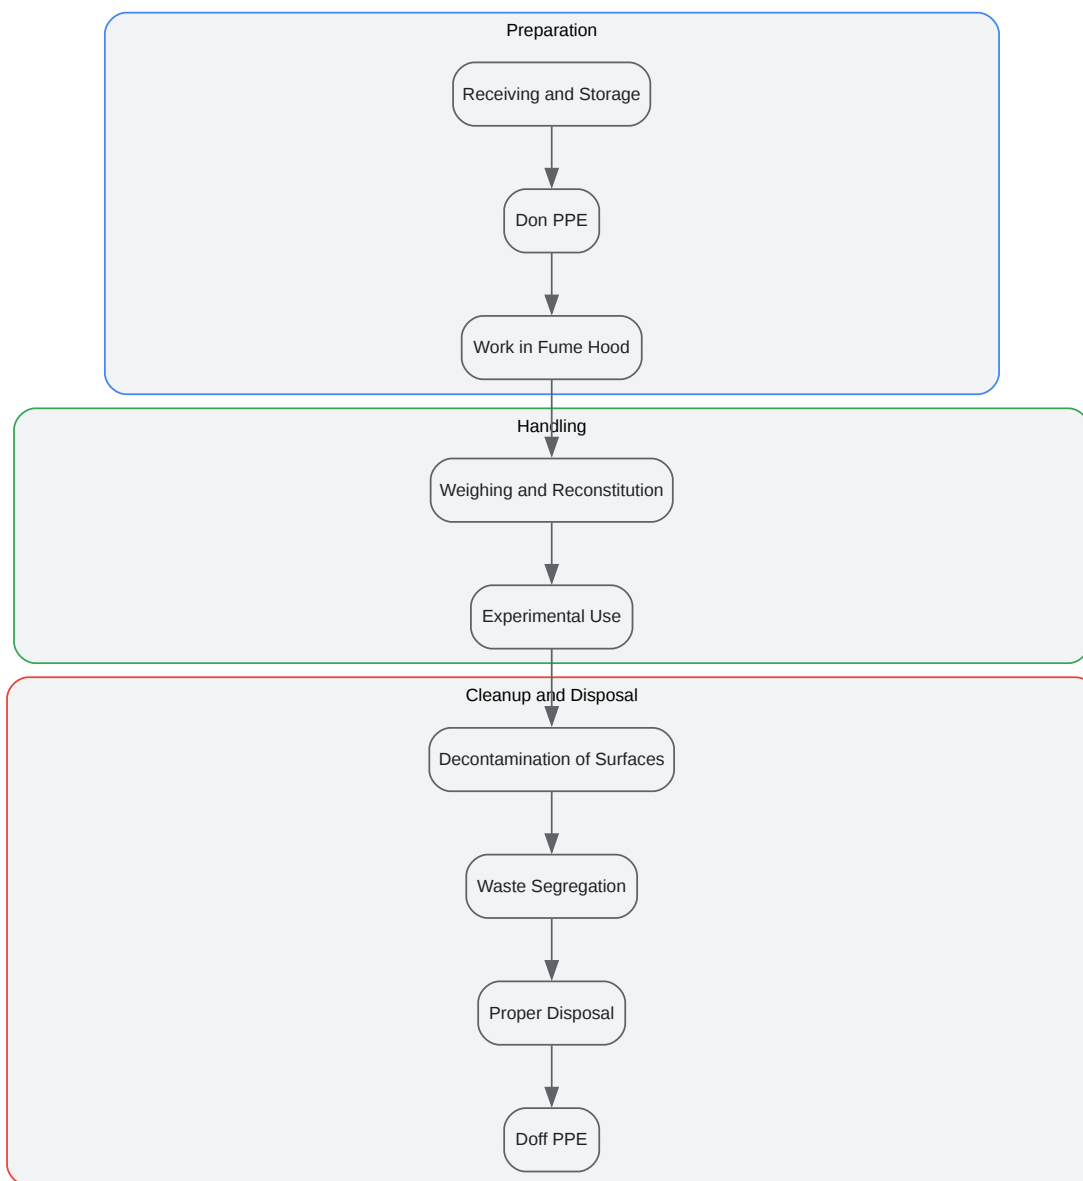 Preparation
Receiving and Storage
Don PPE
Work in Fume Hood
Handling
Weighing and Reconstitution
Experimental Use
Cleanup and Disposal
Decontamination of Surfaces
Waste Segregation
Proper Disposal
Doff PPE